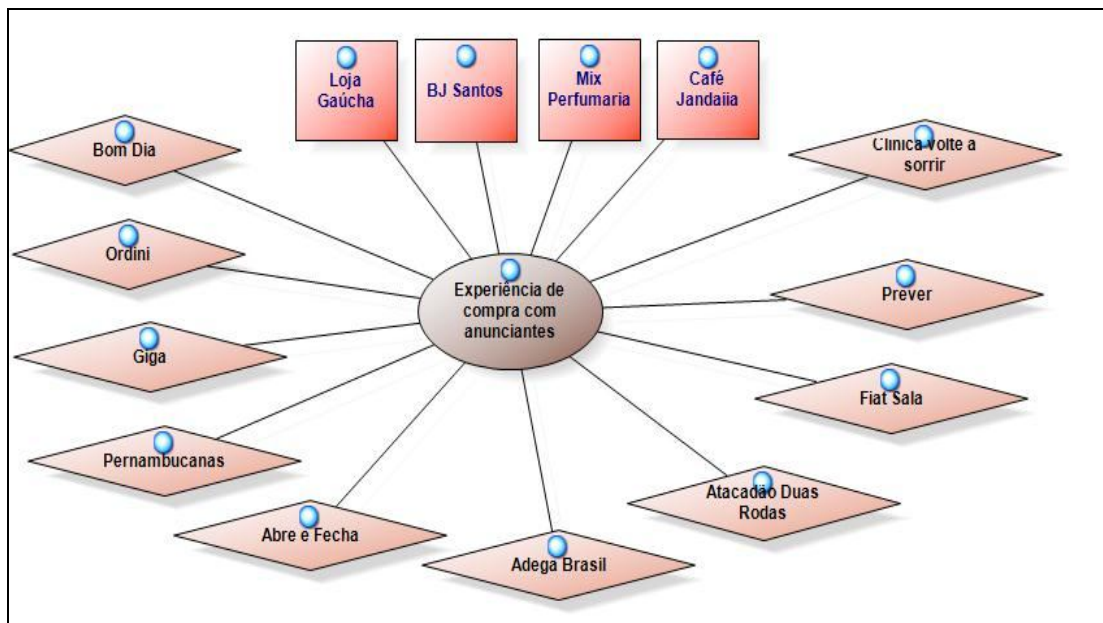 Loja
Gaúcha
BJ Santos
Mix
Perfumaria
Café
Jandaiia
Bom Dia
Clinica volte a
sorrir
Ordini
Experiência de
compra com
anunciantes
Prever
Giga
Fiat Sala
Pernambucanas
Atacadão Duas
Rodas
Abre e Fecha
Adega Brasil